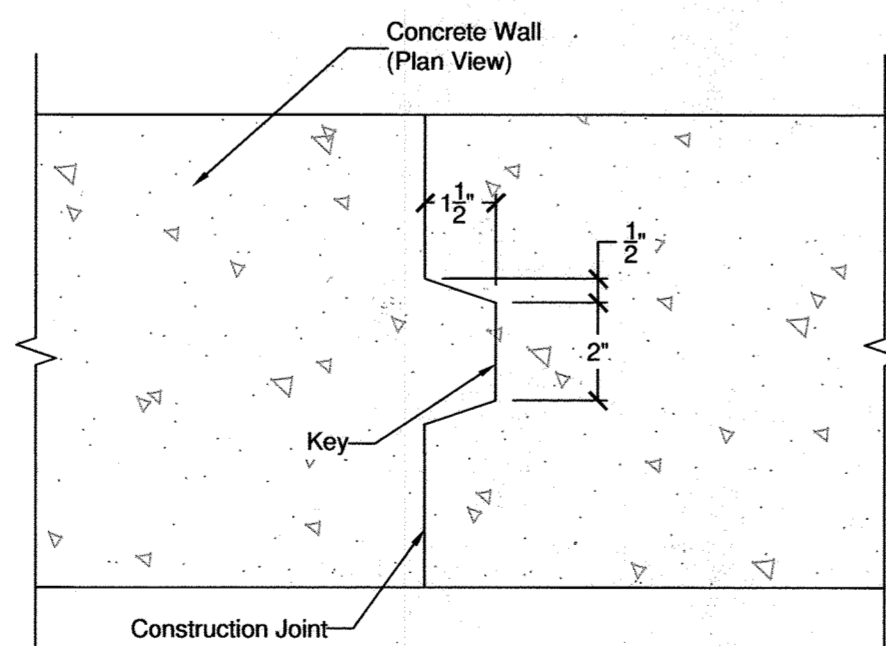 Concrete Wall
(Plan View)
1 1/2"
1/2"
2"
Key
Construction Joint